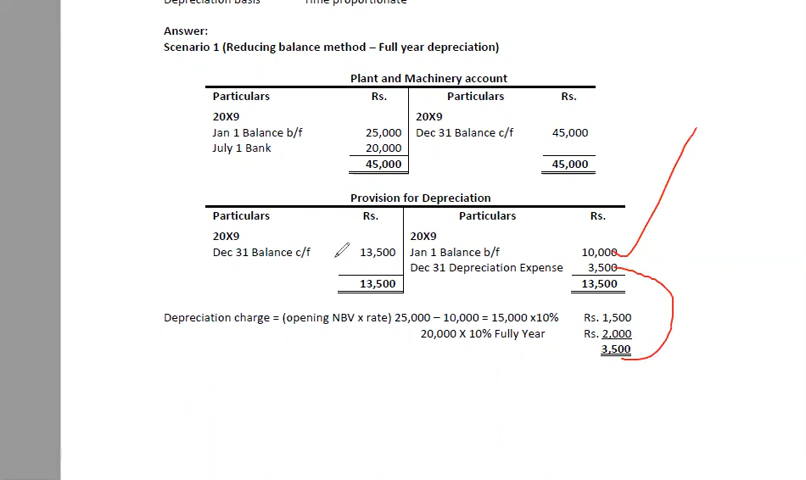 Depreciation basis Time proportionate
Answer:
Scenario 1 (Reducing balance method – Full year depreciation)
Plant and Machinery account
Particulars Rs. Particulars Rs.
20X9 20X9
Jan 1 Balance b/f 25,000 Dec 31 Balance c/f 45,000
July 1 Bank 20,000
45,000 45,000
Provision for Depreciation
Particulars Rs. Particulars Rs.
20X9 20X9
Dec 31 Balance c/f 13,500 Jan 1 Balance b/f 10,000
Dec 31 Depreciation Expense 3,500
13,500 13,500
Depreciation charge = (opening NBV x rate) 25,000 – 10,000 = 15,000 x10% Rs. 1,500
20,000 X 10% Fully Year Rs. 2,000
3,500